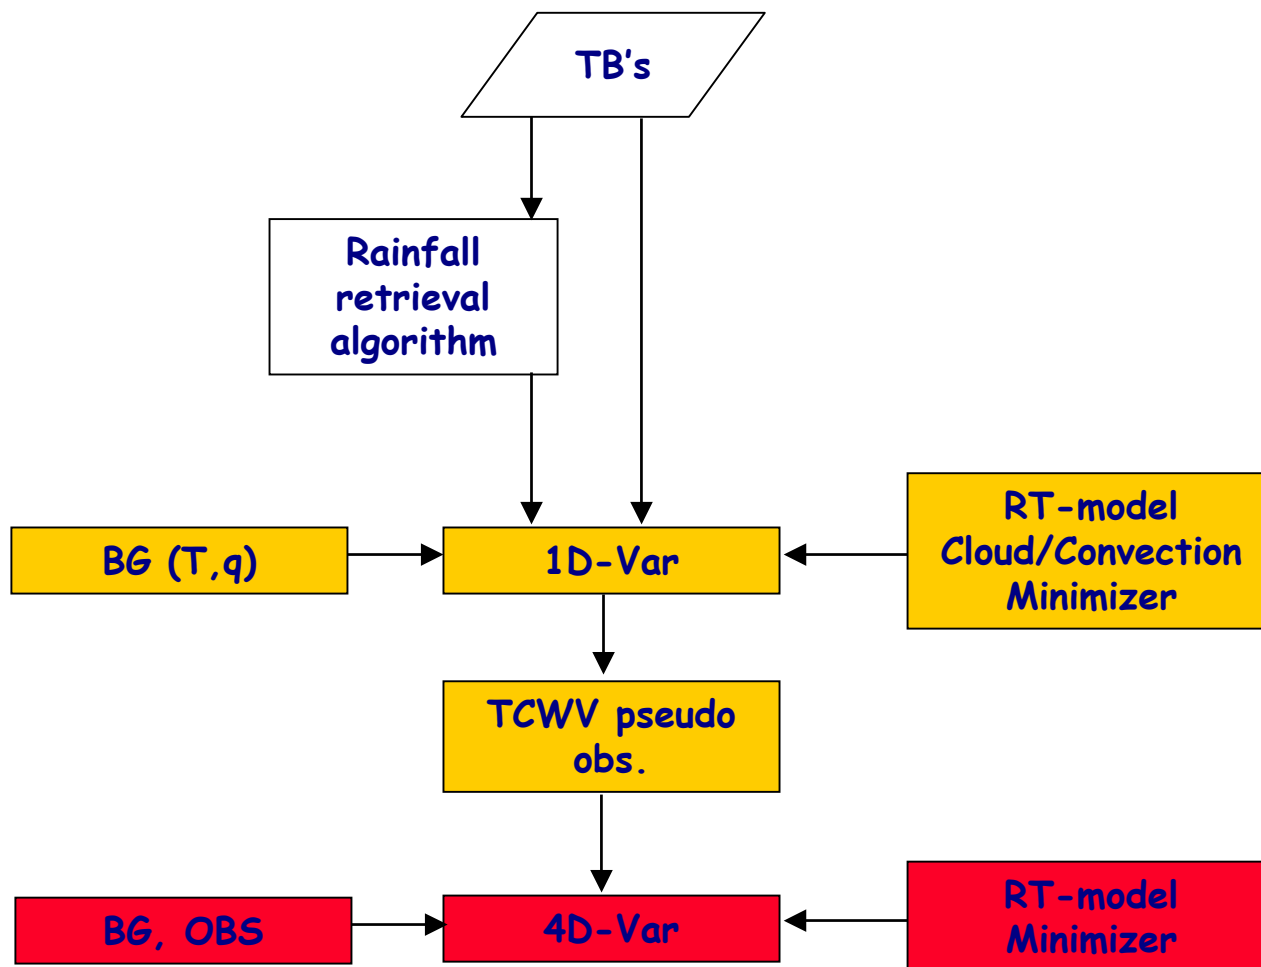 TB’s
Rainfall
retrieval
algorithm
BG (T,q)
1D-Var
RT-model
Cloud/Convection
Minimizer
TCWV pseudo
obs.
BG, OBS
4D-Var
RT-model
Minimizer